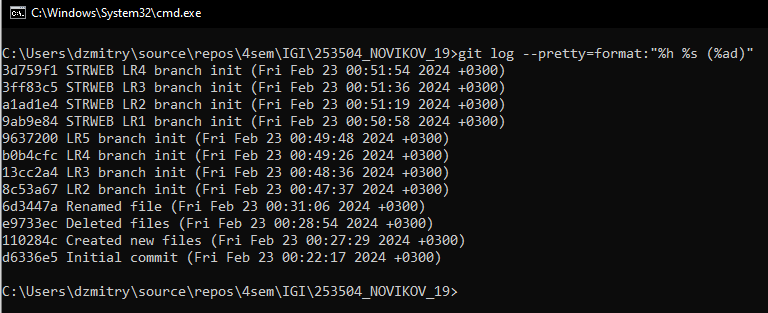 C:\Windows\System32\cmd.exe
C:\Users\dzmitry\source\repos\4sem\IGI\253504_NOVIKOV_19>git log --pretty=format:"%h %s (%ad)"
3d759f1 STRWEB LR4 branch init (Fri Feb 23 00:51:54 2024 +0300)
3ff83c5 STRWEB LR3 branch init (Fri Feb 23 00:51:36 2024 +0300)
a1ad1e4 STRWEB LR2 branch init (Fri Feb 23 00:51:19 2024 +0300)
9ab9e84 STRWEB LR1 branch init (Fri Feb 23 00:50:58 2024 +0300)
9637200 LR5 branch init (Fri Feb 23 00:49:48 2024 +0300)
b0b4cfc LR4 branch init (Fri Feb 23 00:49:26 2024 +0300)
13cc2a4 LR3 branch init (Fri Feb 23 00:48:36 2024 +0300)
8c53a67 LR2 branch init (Fri Feb 23 00:47:37 2024 +0300)
6d3447a Renamed file (Fri Feb 23 00:31:06 2024 +0300)
e9733ec Deleted files (Fri Feb 23 00:28:54 2024 +0300)
110284c Created new files (Fri Feb 23 00:27:29 2024 +0300)
d6336e5 Initial commit (Fri Feb 23 00:22:17 2024 +0300)
C:\Users\dzmitry\source\repos\4sem\IGI\253504_NOVIKOV_19>